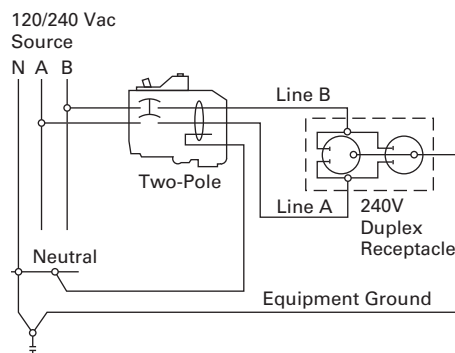 120/240 Vac
Source
N A B
Line B
Two-Pole
Line A
240V
Duplex
Receptacle
Neutral
Equipment Ground